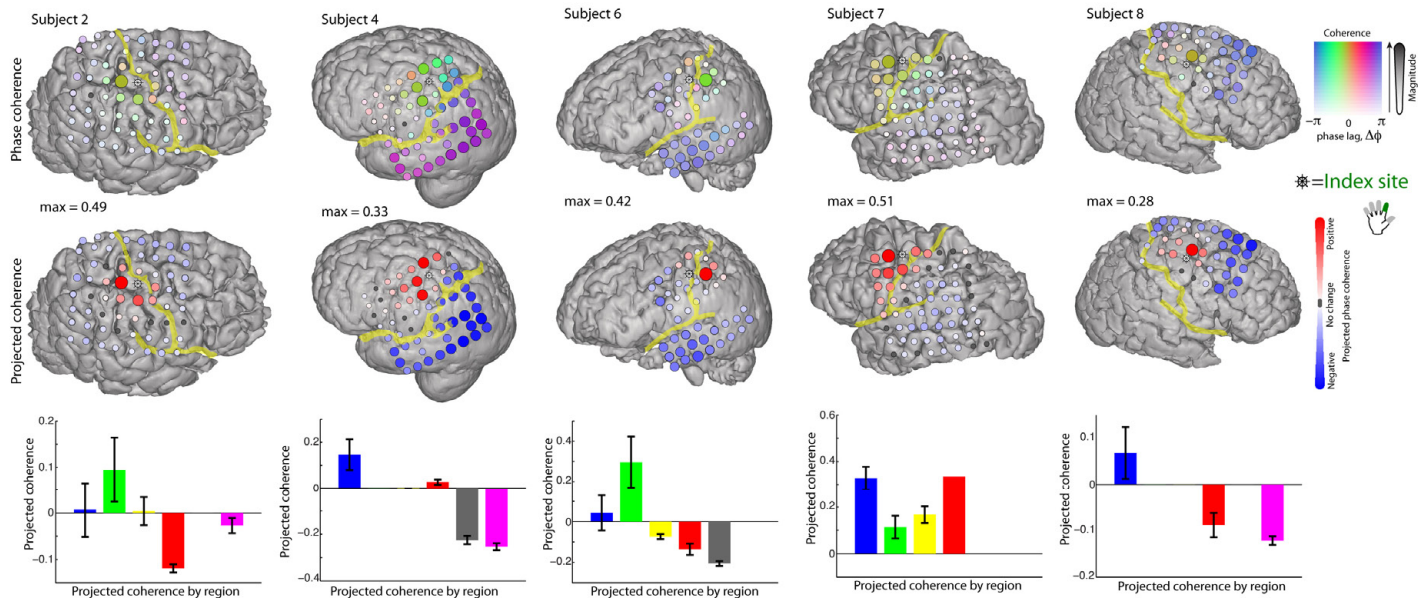 Subject 2
Subject 4
Subject 6
Subject 7
Subject 8
Phase coherence
Coherence
Magnitude
−π 0 π
phase lag, Δϕ
=Index site
max = 0.49
max = 0.33
max = 0.42
max = 0.51
max = 0.28
Projected coherence
Positive
No change
Negative
Projected phase coherence
Projected coherence
0.2
0.1
0
−0.1
Projected coherence by region
Projected coherence
0.2
0
−0.2
−0.4
Projected coherence by region
Projected coherence
0.4
0.2
0
−0.2
Projected coherence by region
Projected coherence
0.6
0.4
0.2
0
Projected coherence by region
Projected coherence
0.1
0
−0.1
−0.2
Projected coherence by region